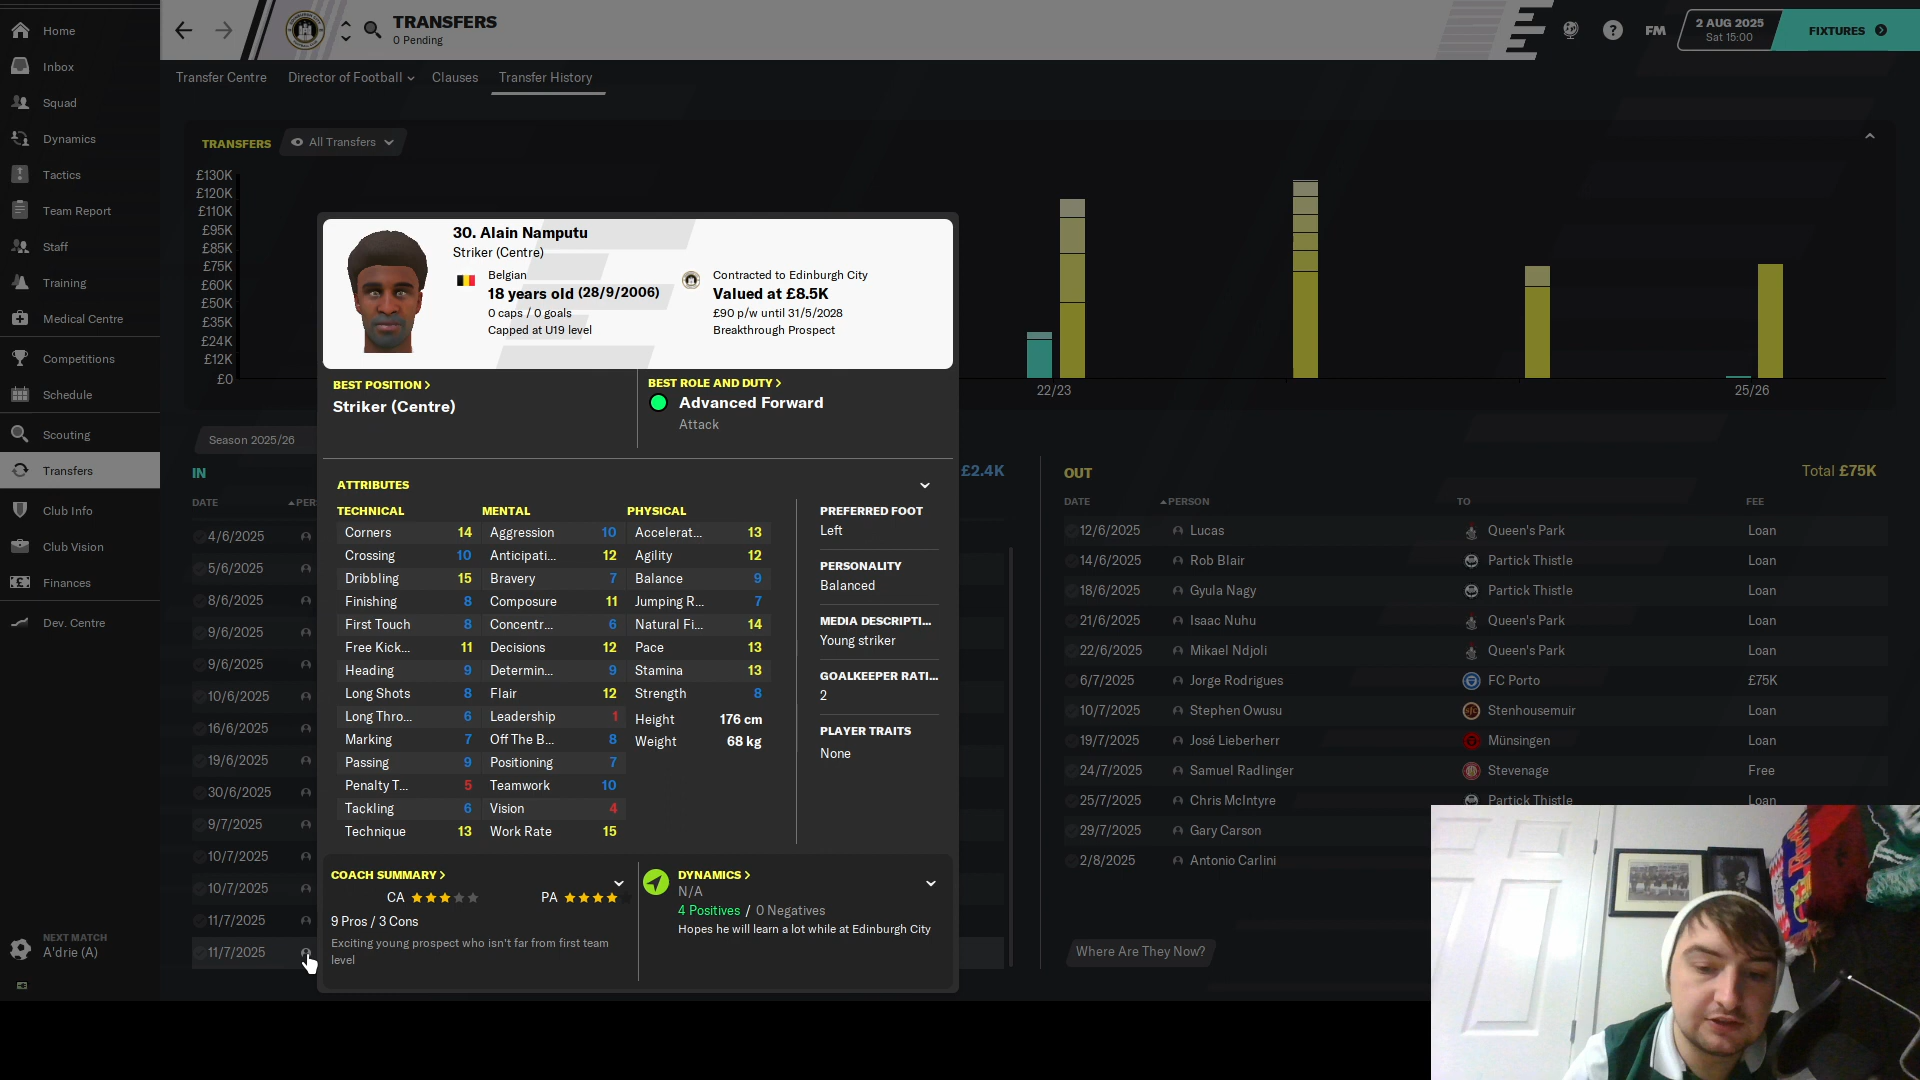 Home
Inbox
Squad
Dynamics
Tactics
Team Report
Staff
Training
Medical Centre
Competitions
Schedule
Scouting
Transfers
Club Info
Club Vision
Finances
Dev. Centre
NEXT MATCH
A'drie (A)
TRANSFERS
0 Pending
?
FM
2 AUG 2025
Sat 15:00
FIXTURES
Transfer Centre
Director of Football
Clauses
Transfer History
TRANSFERS
All Transfers
£130K
£120K
£110K
£95K
£85K
£75K
£60K
£50K
£35K
£24K
£12K
£0
22/23
25/26
Season 2025/26
IN
£2.4K
DATE
PERS
4/6/2025
5/6/2025
8/6/2025
9/6/2025
9/6/2025
10/6/2025
16/6/2025
19/6/2025
30/6/2025
9/7/2025
10/7/2025
10/7/2025
11/7/2025
11/7/2025
30. Alain Namputu
Striker (Centre)
Belgian
18 years old (28/9/2006)
0 caps / 0 goals
Capped at U19 level
Contracted to Edinburgh City
Valued at £8.5K
£90 p/w until 31/5/2028
Breakthrough Prospect
BEST POSITION >
Striker (Centre)
BEST ROLE AND DUTY >
Advanced Forward
Attack
ATTRIBUTES
TECHNICAL
Corners 14
Crossing 10
Dribbling 15
Finishing 8
First Touch 8
Free Kick... 11
Heading 9
Long Shots 8
Long Thro... 6
Marking 7
Passing 9
Penalty T... 5
Tackling 6
Technique 13
MENTAL
Aggression 10
Anticipati... 12
Bravery 7
Composure 11
Concentr... 6
Decisions 12
Determin... 9
Flair 12
Leadership 1
Off The B... 8
Positioning 7
Teamwork 10
Vision 4
Work Rate 15
PHYSICAL
Accelerat... 13
Agility 12
Balance 9
Jumping R... 7
Natural Fi... 14
Pace 13
Stamina 13
Strength 8
Height 176 cm
Weight 68 kg
PREFERRED FOOT
Left
PERSONALITY
Balanced
MEDIA DESCRIPTI...
Young striker
GOALKEEPER RATI...
2
PLAYER TRAITS
None
COACH SUMMARY >
CA
PA
9 Pros / 3 Cons
Exciting young prospect who isn't far from first team
level
DYNAMICS >
N/A
4 Positives / 0 Negatives
Hopes he will learn a lot while at Edinburgh City
OUT
Total £75K
DATE PERSON TO FEE
12/6/2025 Lucas Queen's Park Loan
14/6/2025 Rob Blair Partick Thistle Loan
18/6/2025 Gyula Nagy Partick Thistle Loan
21/6/2025 Isaac Nuhu Queen's Park Loan
22/6/2025 Mikael Ndjoli Queen's Park Loan
6/7/2025 Jorge Rodrigues FC Porto £75K
10/7/2025 Stephen Owusu Stenhousemuir Loan
19/7/2025 José Lieberherr Münsingen Loan
24/7/2025 Samuel Radlinger Stevenage Free
25/7/2025 Chris McIntyre Partick Thistle Loan
29/7/2025 Gary Carson
2/8/2025 Antonio Carlini
Where Are They Now?